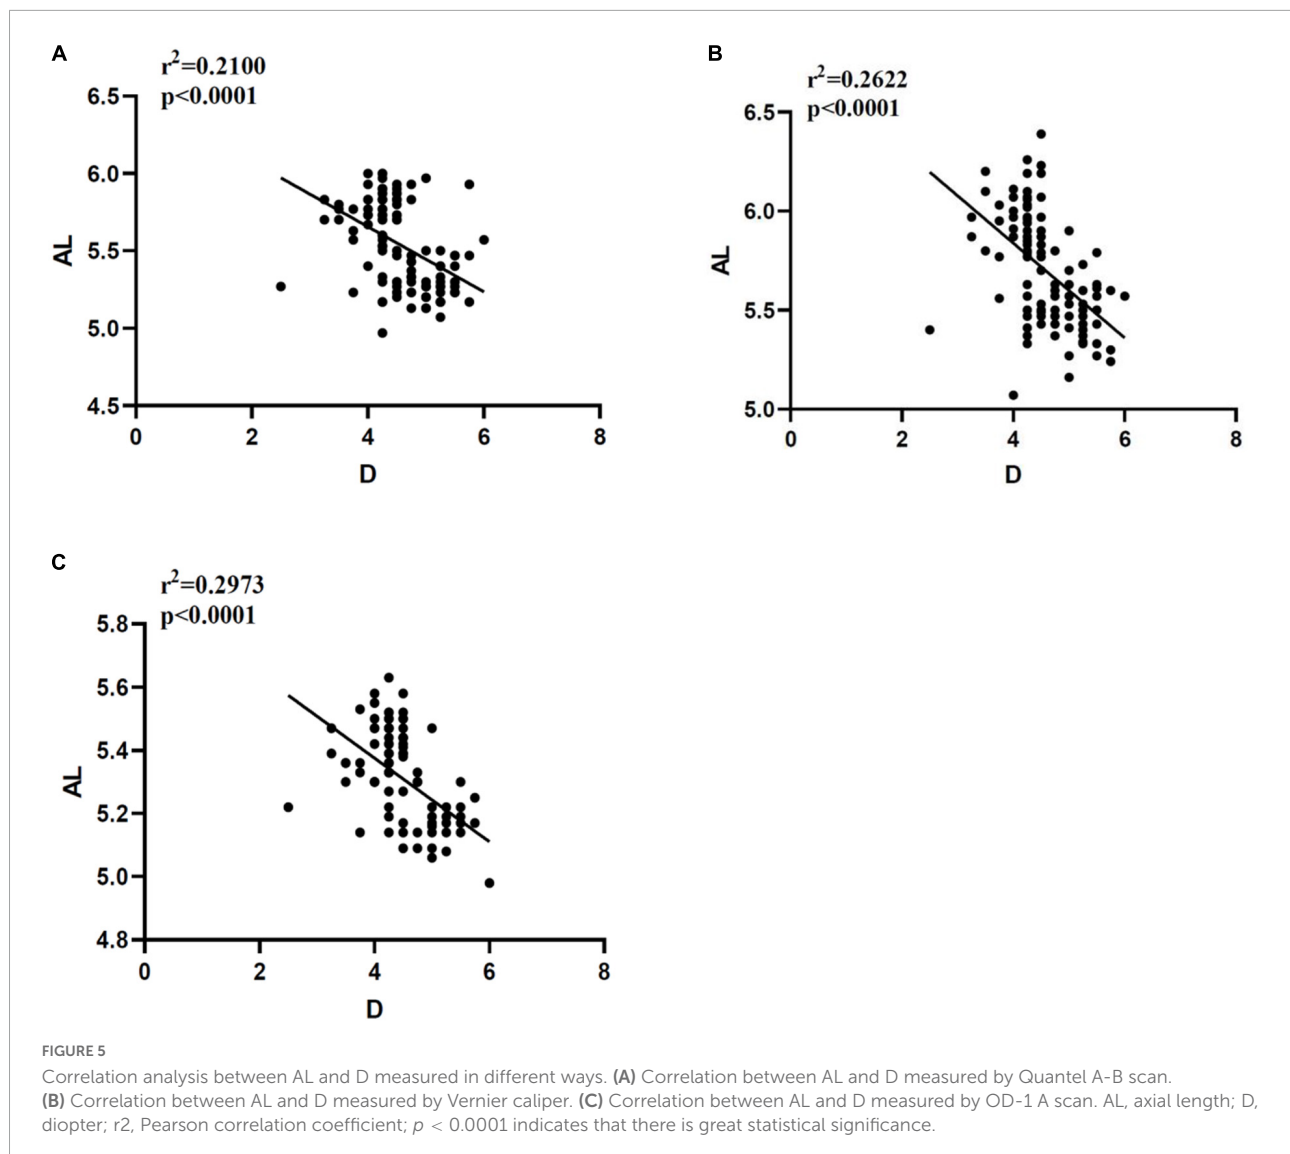 A
r2=0.2100
p<0.0001
6.5
6.0
5.5
5.0
4.5
AL
0 2 4 6 8
D
B
r2=0.2622
p<0.0001
6.5
6.0
5.5
5.0
AL
0 2 4 6 8
D
C
r2=0.2973
p<0.0001
5.8
5.6
5.4
5.2
5.0
4.8
AL
0 2 4 6 8
D
FIGURE 5
Correlation analysis between AL and D measured in different ways. (A) Correlation between AL and D measured by Quantel A-B scan.
(B) Correlation between AL and D measured by Vernier caliper. (C) Correlation between AL and D measured by OD-1 A scan. AL, axial length; D,
diopter; r2, Pearson correlation coefficient; p < 0.0001 indicates that there is great statistical significance.